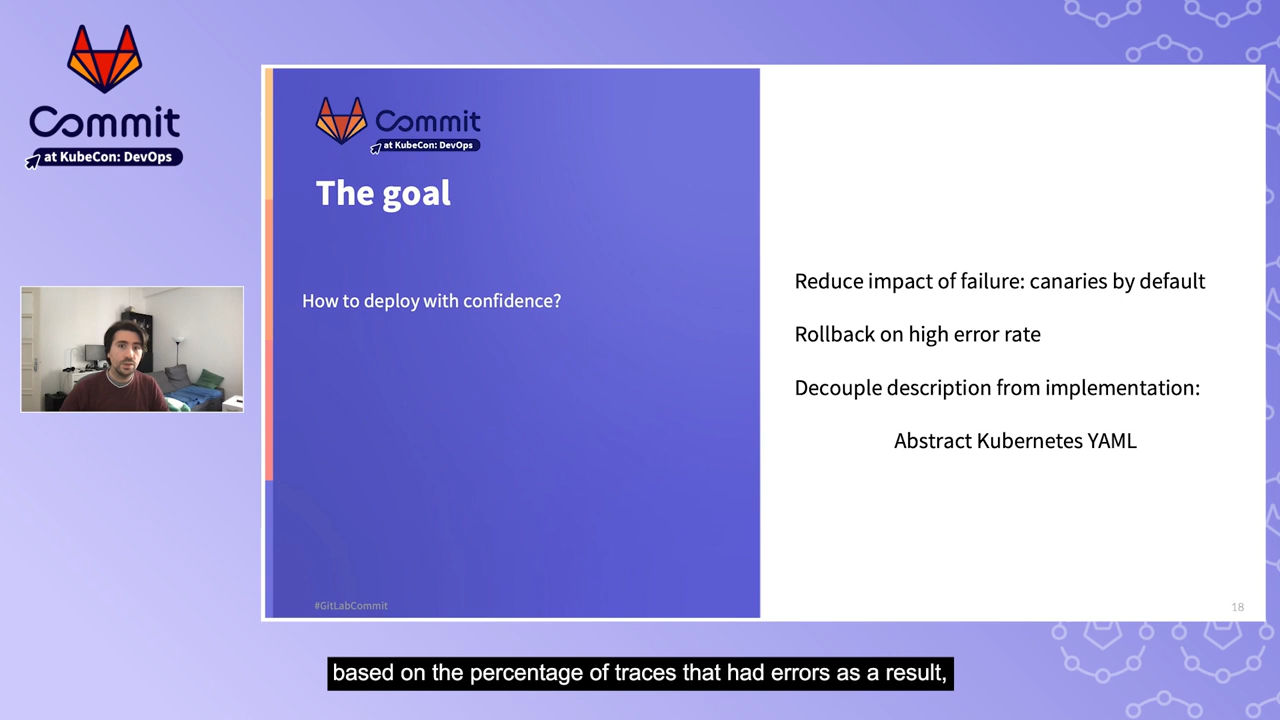 Commit
at KubeCon: DevOps
Commit
at KubeCon: DevOps
The goal
How to deploy with confidence?
#GitLabCommit
Reduce impact of failure: canaries by default
Rollback on high error rate
Decouple description from implementation:
Abstract Kubernetes YAML
18
based on the percentage of traces that had errors as a result,